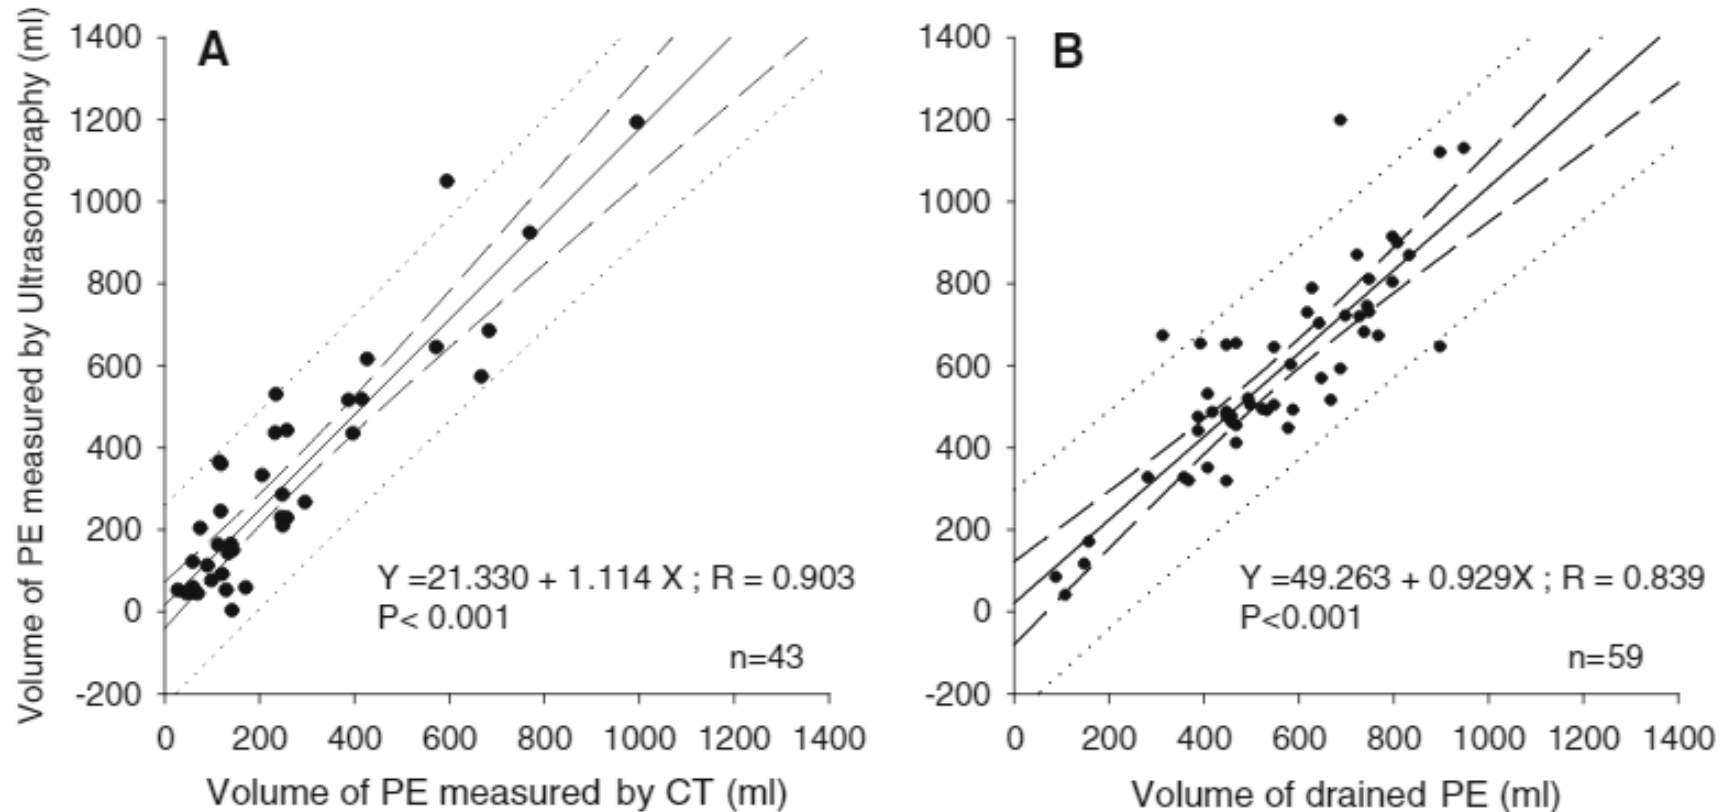 Volume of PE measured by Ultrasonography (ml)
A
1400
1200
1000
800
600
400
200
0
-200
Y =21.330 + 1.114 X ; R = 0.903
P< 0.001
n=43
0 200 400 600 800 1000 1200 1400
Volume of PE measured by CT (ml)
B
1400
1200
1000
800
600
400
200
0
-200
Y =49.263 + 0.929X ; R = 0.839
P<0.001
n=59
0 200 400 600 800 1000 1200 1400
Volume of drained PE (ml)